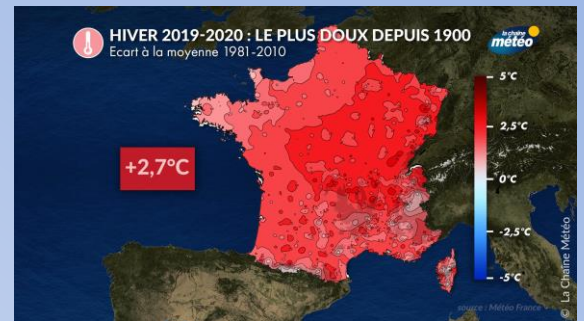 HIVER 2019-2020 : LE PLUS DOUX DEPUIS 1900
Ecart à la moyenne 1981-2010
la chaîne
météo
+2,7°C
5°C
2,5°C
0°C
-2,5°C
-5°C
source : Météo France
© La Chaîne Météo